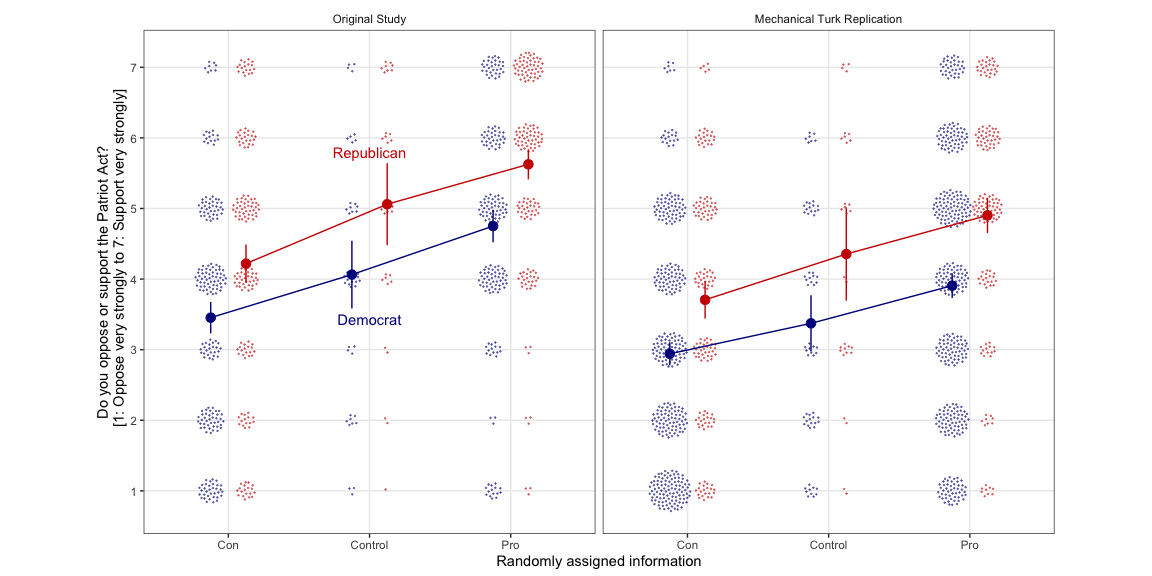 Original Study
Mechanical Turk Replication
Do you oppose or support the Patriot Act?
[1: Oppose very strongly to 7: Support very strongly]
7
6
5
4
3
2
1
Republican
Democrat
Con
Control
Pro
Con
Control
Pro
Randomly assigned information